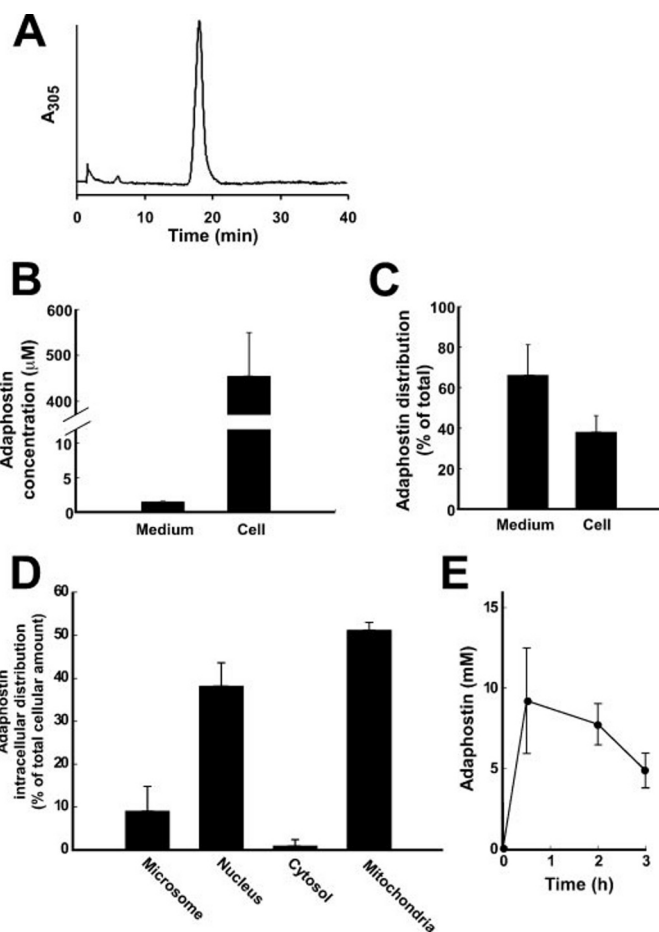 A
A305
0 10 20 30 40
Time (min)
B
Adaphostin
concentration (µM)
600
500
400
10
5
0
Medium Cell
C
Adaphostin distribution
(% of total)
100
80
60
40
20
0
Medium Cell
D
Adaphostin
intracellular distribution
(% of total cellular amount)
60
50
40
30
20
10
0
Microsome
Nucleus
Cytosol
Mitochondria
E
Adaphostin (mM)
15
10
5
0
0 1 2 3
Time (h)